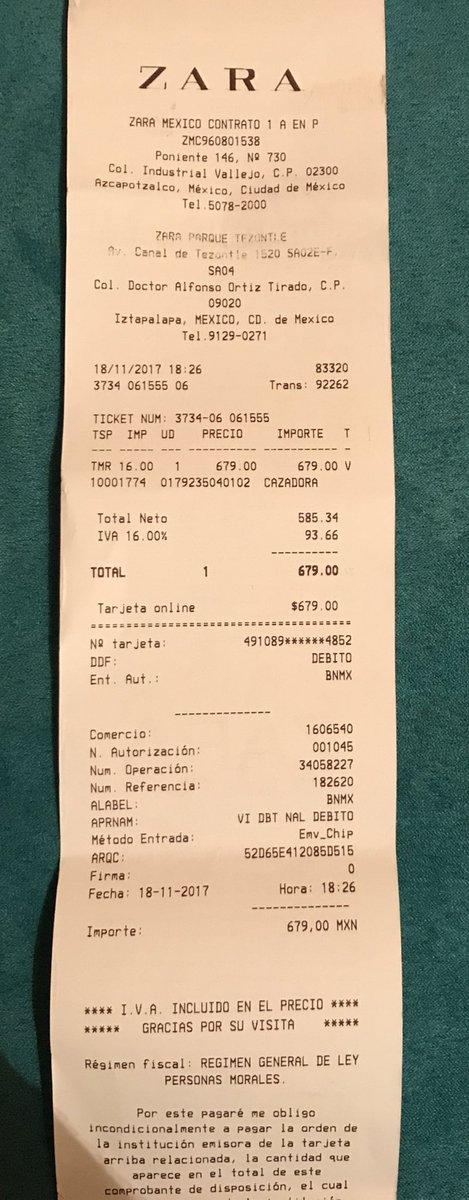 ZARA
ZARA MEXICO CONTRATO 1 A EN P
ZMC960801538
Poniente 146, Nº 730
Col. Industrial Vallejo, C.P. 02300
Azcapotzalco, México, Ciudad de México
Tel.5078-2000
ZARA PARQUE TEZONTLE
Av. Canal de Tezontle 1520 SA02E-F,
SA04
Col. Doctor Alfonso Ortiz Tirado, C.P.
09020
Iztapalapa, MEXICO, CD. de Mexico
Tel.9129-0271
18/11/2017 18:26 83320
3734 061555 06 Trans: 92262
TICKET NUM: 3734-06 061555
TSP IMP UD PRECIO IMPORTE T
--- ----- --- ---------- ----------- -
TMR 16.00 1 679.00 679.00 V
10001774 0179235040102 CAZADORA
Total Neto 585.34
IVA 16.00% 93.66
----------
TOTAL 1 679.00
Tarjeta online $679.00
======================================
Nº tarjeta: 491089******4852
DDF: DEBITO
Ent. Aut.: BNMX
--------------
Comercio: 1606540
N. Autorización: 001045
Num. Operación: 34058227
Num. Referencia: 182620
ALABEL: BNMX
APRNAM: VI DBT NAL DEBITO
Método Entrada: Emv_Chip
ARQC: 52D65E412085D515
Firma: 0
Fecha: 18-11-2017 Hora: 18:26
--------------
Importe: 679,00 MXN
**** I.V.A. INCLUIDO EN EL PRECIO ****
***** GRACIAS POR SU VISITA *****
Régimen fiscal: REGIMEN GENERAL DE LEY
PERSONAS MORALES.
Por este pagaré me obligo
incondicionalmente a pagar la orden de
la institución emisora de la tarjeta
arriba relacionada, la cantidad que
aparece en el total de este
comprobante de disposición, el cual